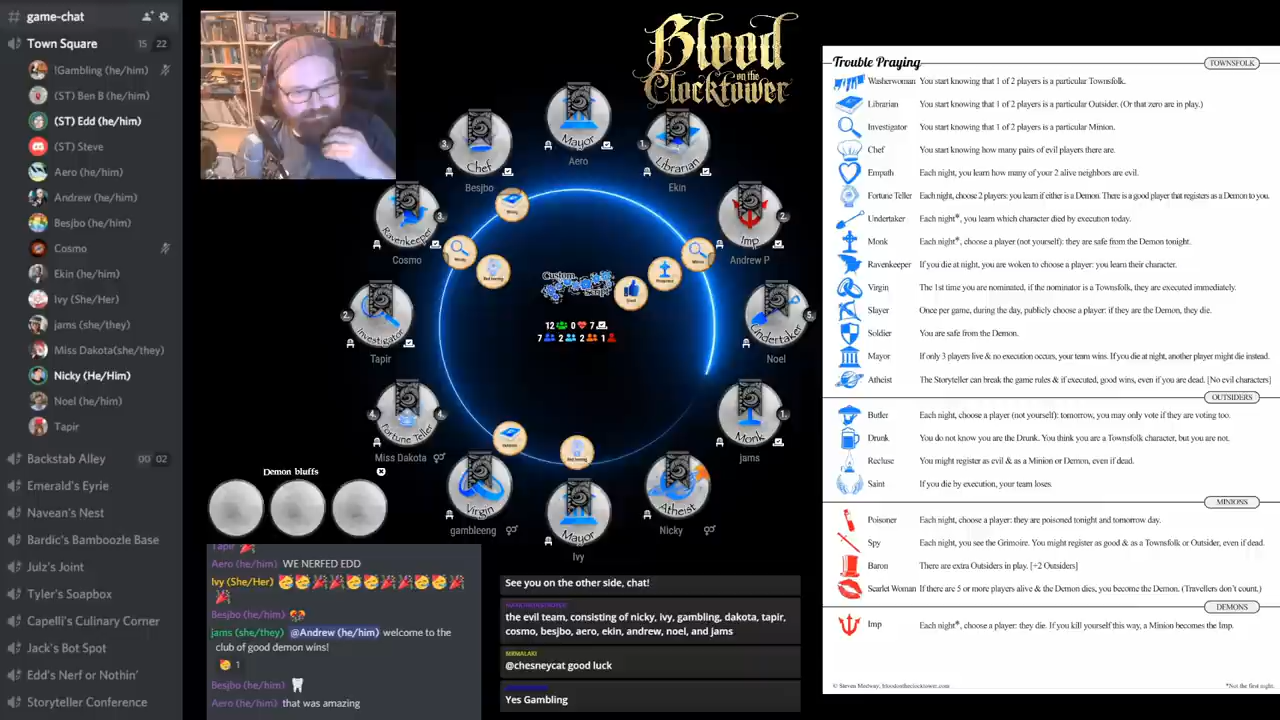 game-chat
Town Square 15 22
!Gambling (he/him)
(ST) Ben B (he/him)
(ST) Edd (he/him)
(ST) Steve
Aero (he/him)
Andrew (he/him)
Besjbo (he/him)
Cosmo
Ekin (he/him)
Ivy (She/Her)
jams (she/they)
Miss Dakota(she/they)
Nicky (He/Him)
Noel (he/him)
Tapir
Backstab Alley 00 02
Emerald's Eyrie
Navean's Nest
Bardic's Bamboozle Base
Julz's Joint
Tyler's Soapbox
Capelli's Culinary Corner
Jack's Bot Spot
Edd's Nerf or Nothin'
Storyteller Conference
Blood
on the
Clocktower
Mayor
Aero
Librarian
Ekin
Imp
Andrew P
Undertaker
Noel
Monk
jams
Atheist
Nicky
Mayor
Ivy
Virgin
gambleeng
Fortune Teller
Miss Dakota
Investigator
Tapir
Ravenkeeper
Cosmo
Chef
Besjbo
Custom
Script
12 0 7
7 2 2 1
Demon bluffs
Tapir
Aero (he/him) WE NERFED EDD
Ivy (She/Her)
Besjbo (he/him)
jams (she/they) @Andrew (he/him) welcome to the
club of good demon wins!
1
Besjbo (he/him)
Aero (he/him) that was amazing
See you on the other side, chat!
the evil team, consisting of nicky, ivy, gambling, dakota, tapir,
cosmo, besjbo, aero, ekin, andrew, noel, and jams
@chesneycat good luck
Yes Gambling
Trouble Praying
TOWNSFOLK
Washerwoman You start knowing that 1 of 2 players is a particular Townsfolk.
Librarian You start knowing that 1 of 2 players is a particular Outsider. (Or that zero are in play.)
Investigator You start knowing that 1 of 2 players is a particular Minion.
Chef You start knowing how many pairs of evil players there are.
Empath Each night, you learn how many of your 2 alive neighbors are evil.
Fortune Teller Each night, choose 2 players: you learn if either is a Demon. There is a good player that registers as a Demon to you.
Undertaker Each night*, you learn which character died by execution today.
Monk Each night*, choose a player (not yourself): they are safe from the Demon tonight.
Ravenkeeper If you die at night, you are woken to choose a player: you learn their character.
Virgin The 1st time you are nominated, if the nominator is a Townsfolk, they are executed immediately.
Slayer Once per game, during the day, publicly choose a player: if they are the Demon, they die.
Soldier You are safe from the Demon.
Mayor If only 3 players live & no execution occurs, your team wins. If you die at night, another player might die instead.
Atheist The Storyteller can break the game rules & if executed, good wins, even if you are dead. [No evil characters]
OUTSIDERS
Butler Each night, choose a player (not yourself): tomorrow, you may only vote if they are voting too.
Drunk You do not know you are the Drunk. You think you are a Townsfolk character, but you are not.
Recluse You might register as evil & as a Minion or Demon, even if dead.
Saint If you die by execution, your team loses.
MINIONS
Poisoner Each night, choose a player: they are poisoned tonight and tomorrow day.
Spy Each night, you see the Grimoire. You might register as good & as a Townsfolk or Outsider, even if dead.
Baron There are extra Outsiders in play. [+2 Outsiders]
Scarlet Woman If there are 5 or more players alive & the Demon dies, you become the Demon. (Travellers don't count.)
DEMONS
Imp Each night*, choose a player: they die. If you kill yourself this way, a Minion becomes the Imp.
© Steven Medway, bloodontheclocktower.com
*Not the first night.